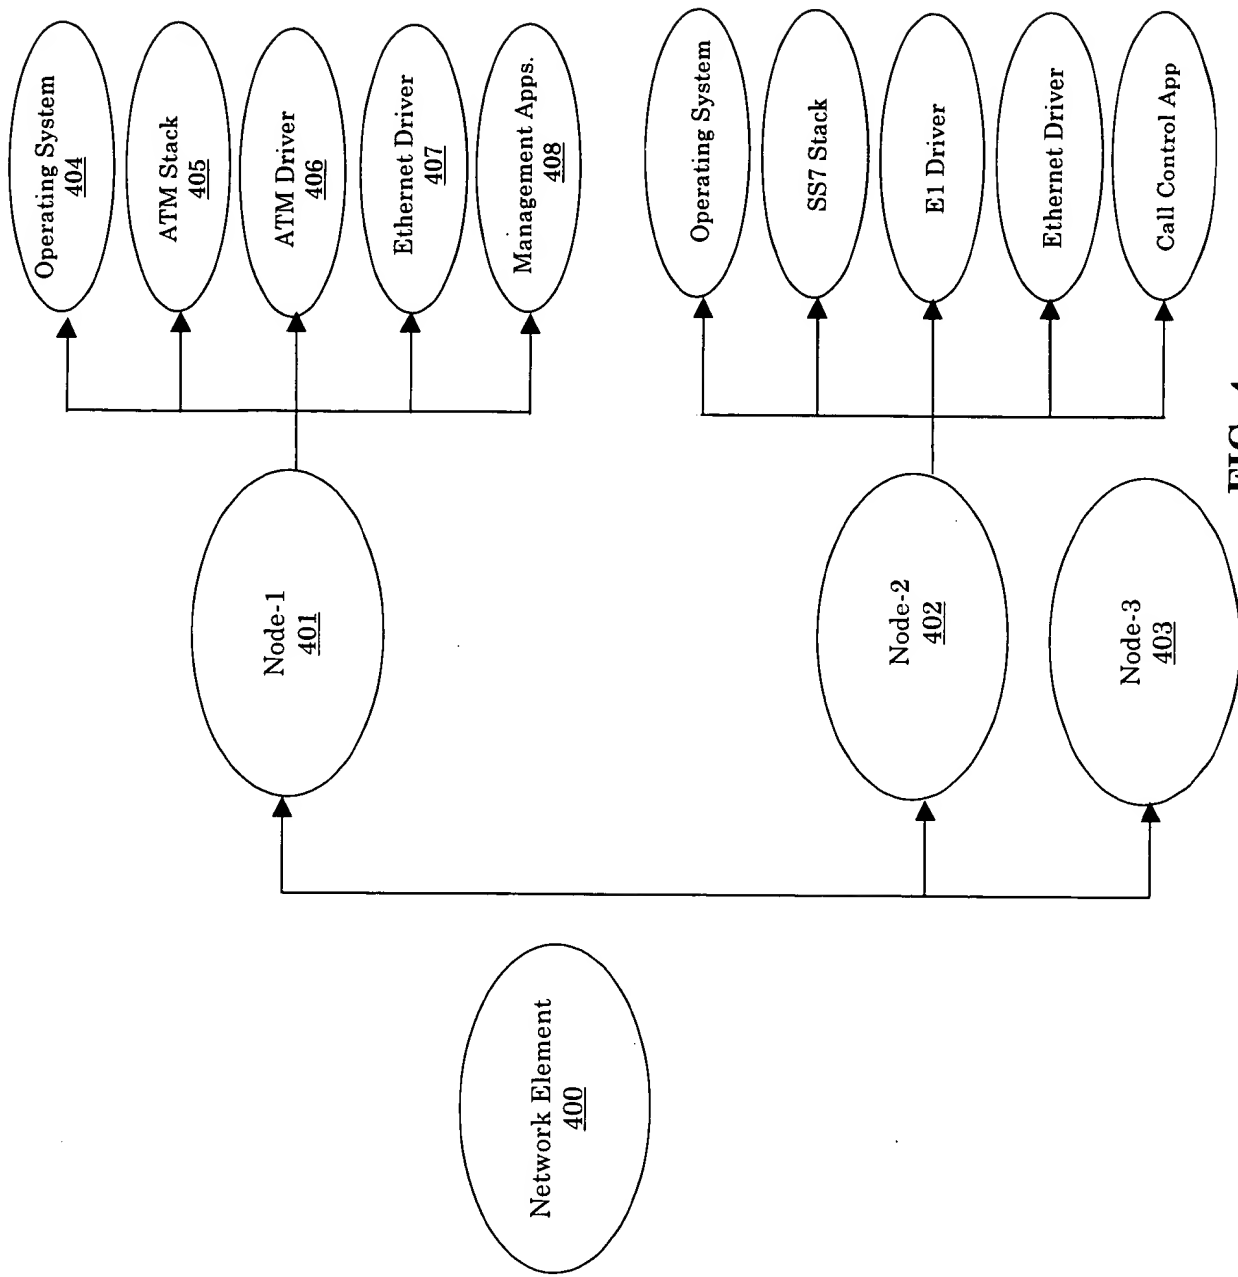 Network Element
400
Node-1
401
Node-2
402
Node-3
403
Operating System
404
ATM Stack
405
ATM Driver
406
Ethernet Driver
407
Management Apps.
408
Operating System
SS7 Stack
E1 Driver
Ethernet Driver
Call Control App